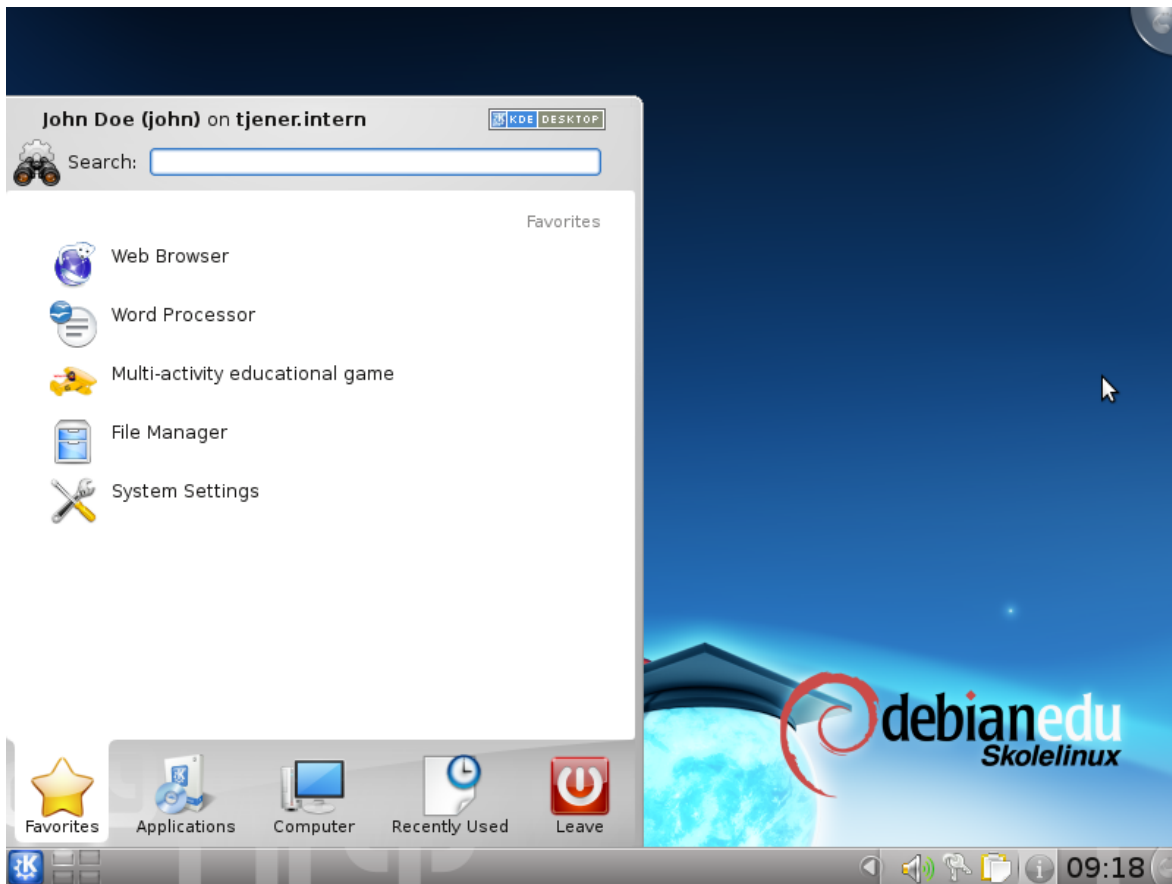 John Doe (john) on tjener.intern
KDE DESKTOP
Search:
Favorites
Web Browser
Word Processor
Multi-activity educational game
File Manager
System Settings
debianedu
Skolelinux
Favorites
Applications
Computer
Recently Used
Leave
09:18